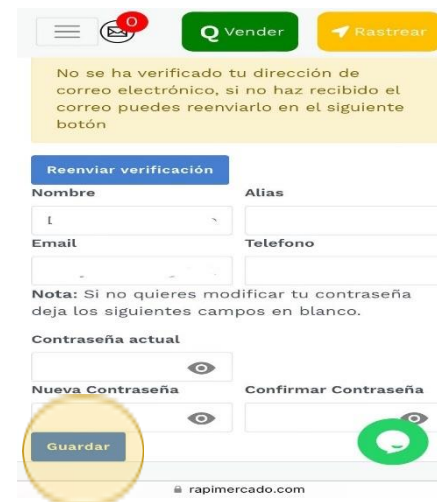 0
Q Vender
Rastrear
No se ha verificado tu dirección de
correo electrónico, si no haz recibido el
correo puedes reenviarlo en el siguiente
botón
Reenviar verificación
Nombre Alias
Email Telefono
Nota: Si no quieres modificar tu contraseña
deja los siguientes campos en blanco.
Contraseña actual
Nueva Contraseña Confirmar Contraseña
Guardar
rapimercado.com